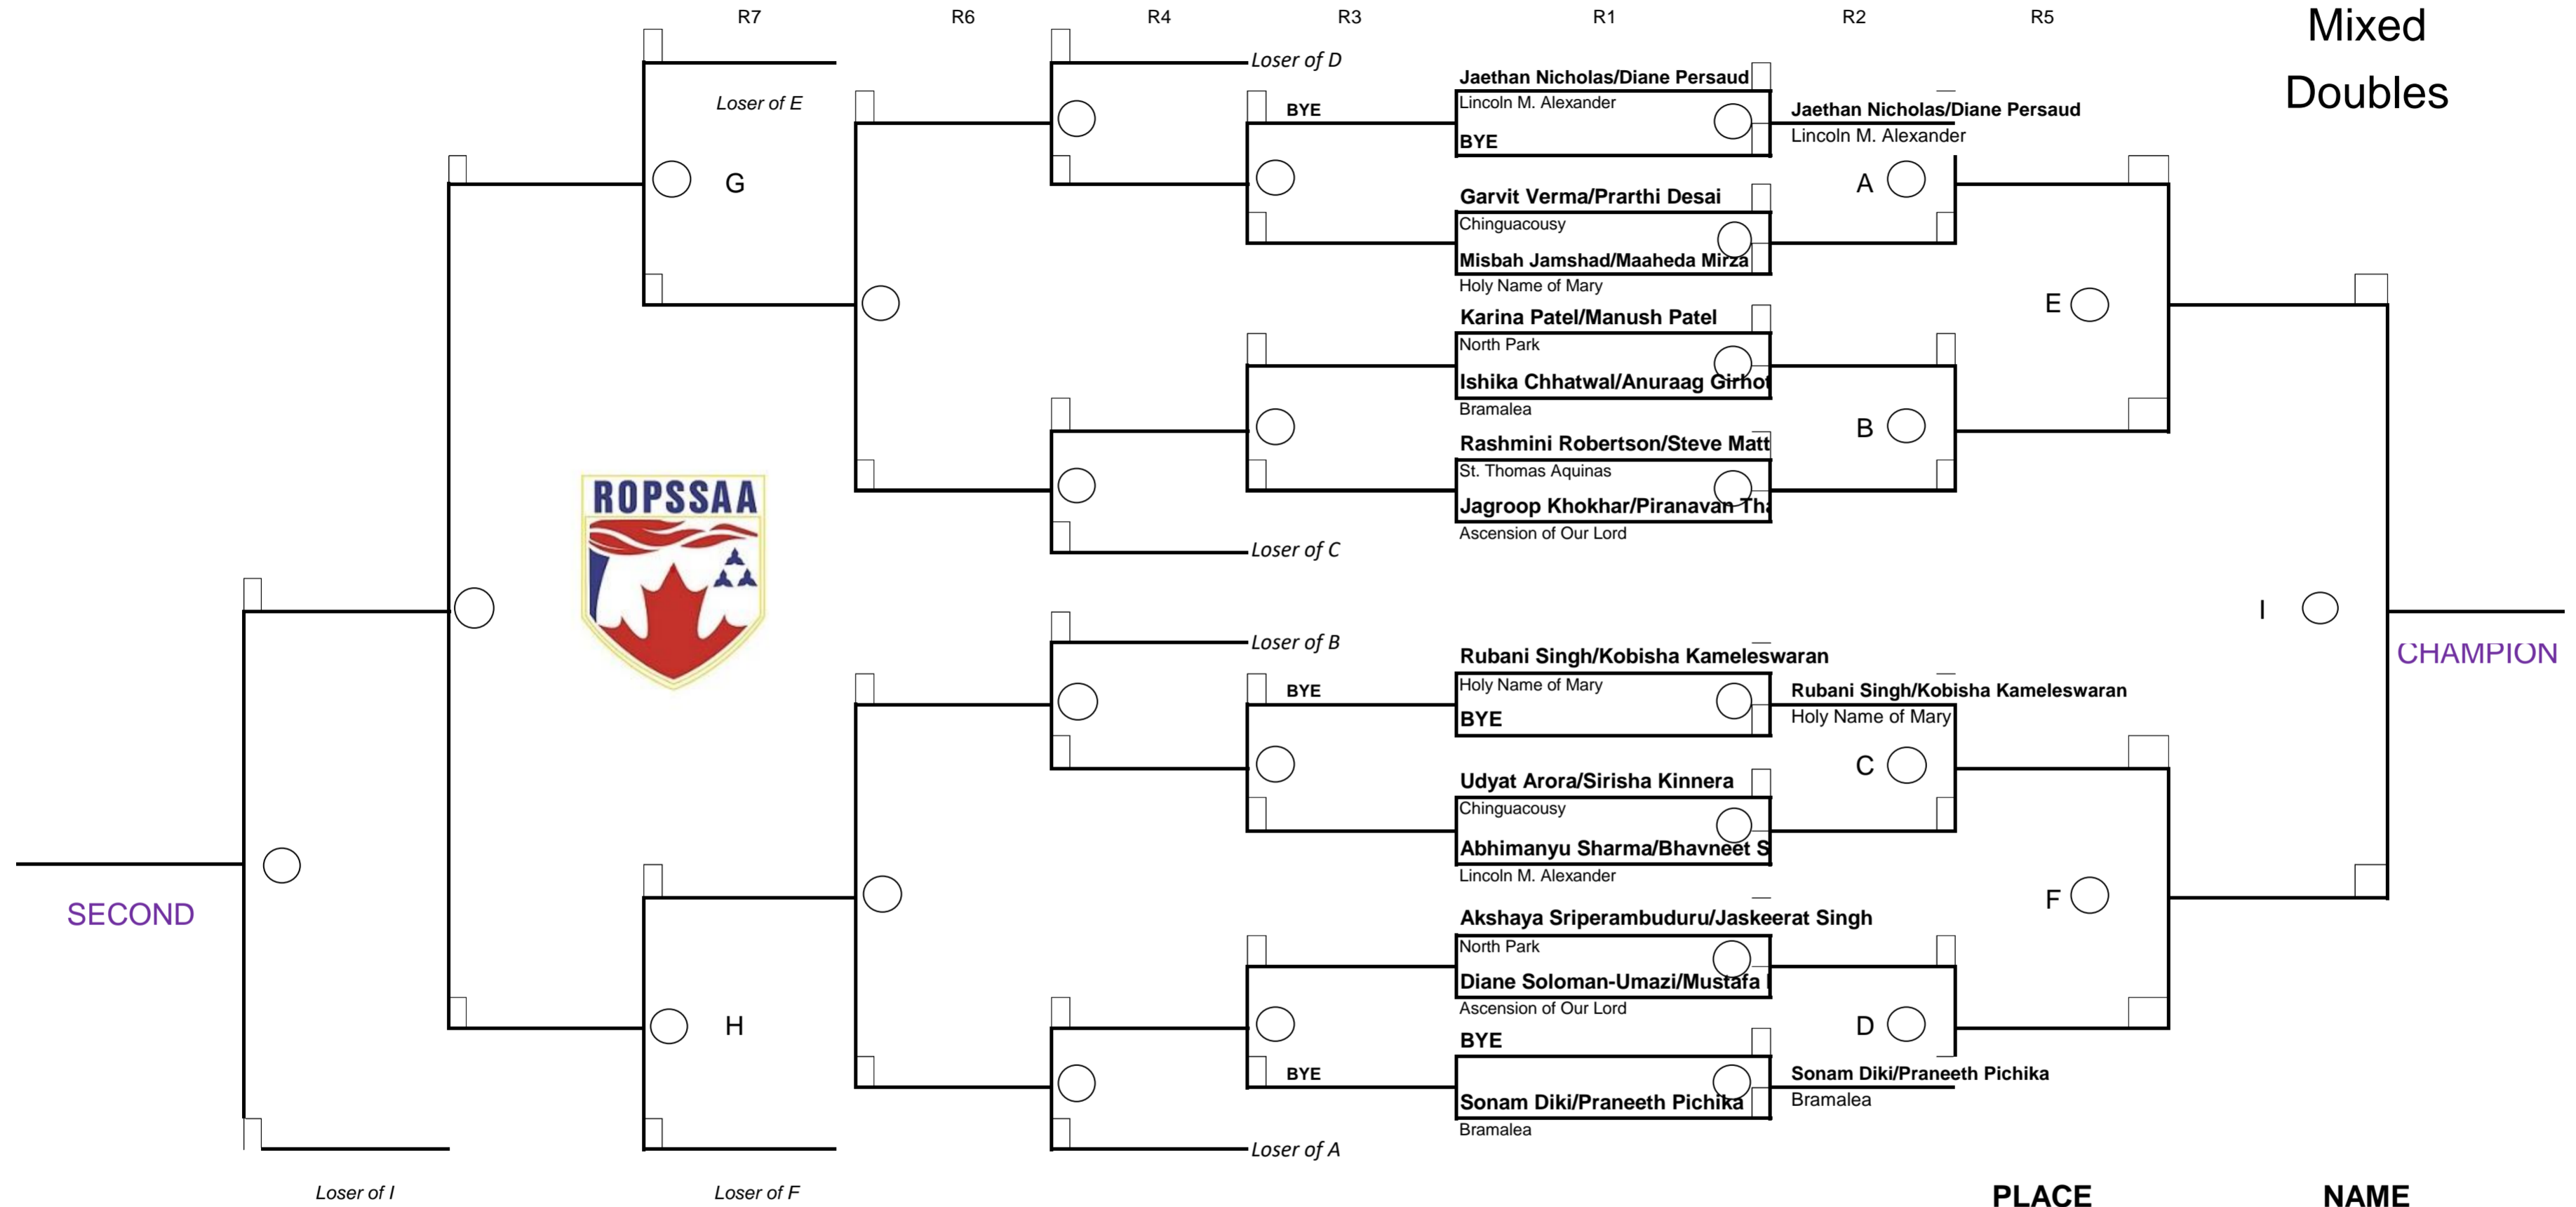 R7
R6
R4
R3
R1
R2
R5
Mixed
Doubles
Loser of D
Loser of E
BYE
Jaethan Nicholas/Diane Persaud
Lincoln M. Alexander
BYE
Jaethan Nicholas/Diane Persaud
Lincoln M. Alexander
G
A
Garvit Verma/Prarthi Desai
Chinguacousy
Misbah Jamshad/Maaheda Mirza
Holy Name of Mary
E
Karina Patel/Manush Patel
North Park
Ishika Chhatwal/Anuraag Girhot
Bramalea
B
Rashmini Robertson/Steve Matt
St. Thomas Aquinas
Jagroop Khokhar/Piranavan Tha
Ascension of Our Lord
ROPSSAA
Loser of C
I
CHAMPION
Loser of B
Rubani Singh/Kobisha Kameleswaran
Holy Name of Mary
BYE
BYE
Rubani Singh/Kobisha Kameleswaran
Holy Name of Mary
C
Udyat Arora/Sirisha Kinnera
Chinguacousy
Abhimanyu Sharma/Bhavneet S
Lincoln M. Alexander
F
SECOND
Akshaya Sriperambuduru/Jaskeerat Singh
North Park
Diane Soloman-Umazi/Mustafa
Ascension of Our Lord
H
D
BYE
BYE
Sonam Diki/Praneeth Pichika
Bramalea
Sonam Diki/Praneeth Pichika
Bramalea
Loser of A
Loser of I
Loser of F
PLACE
NAME